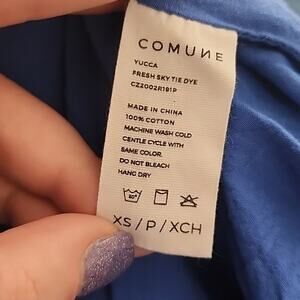 COMUNE
YUCCA
FRESH SKY TIE DYE
CZ2002R191P
MADE IN CHINA
100% COTTON
MACHINE WASH COLD
GENTLE CYCLE WITH
SAME COLOR.
DO NOT BLEACH
HANG DRY
XS / P / XCH